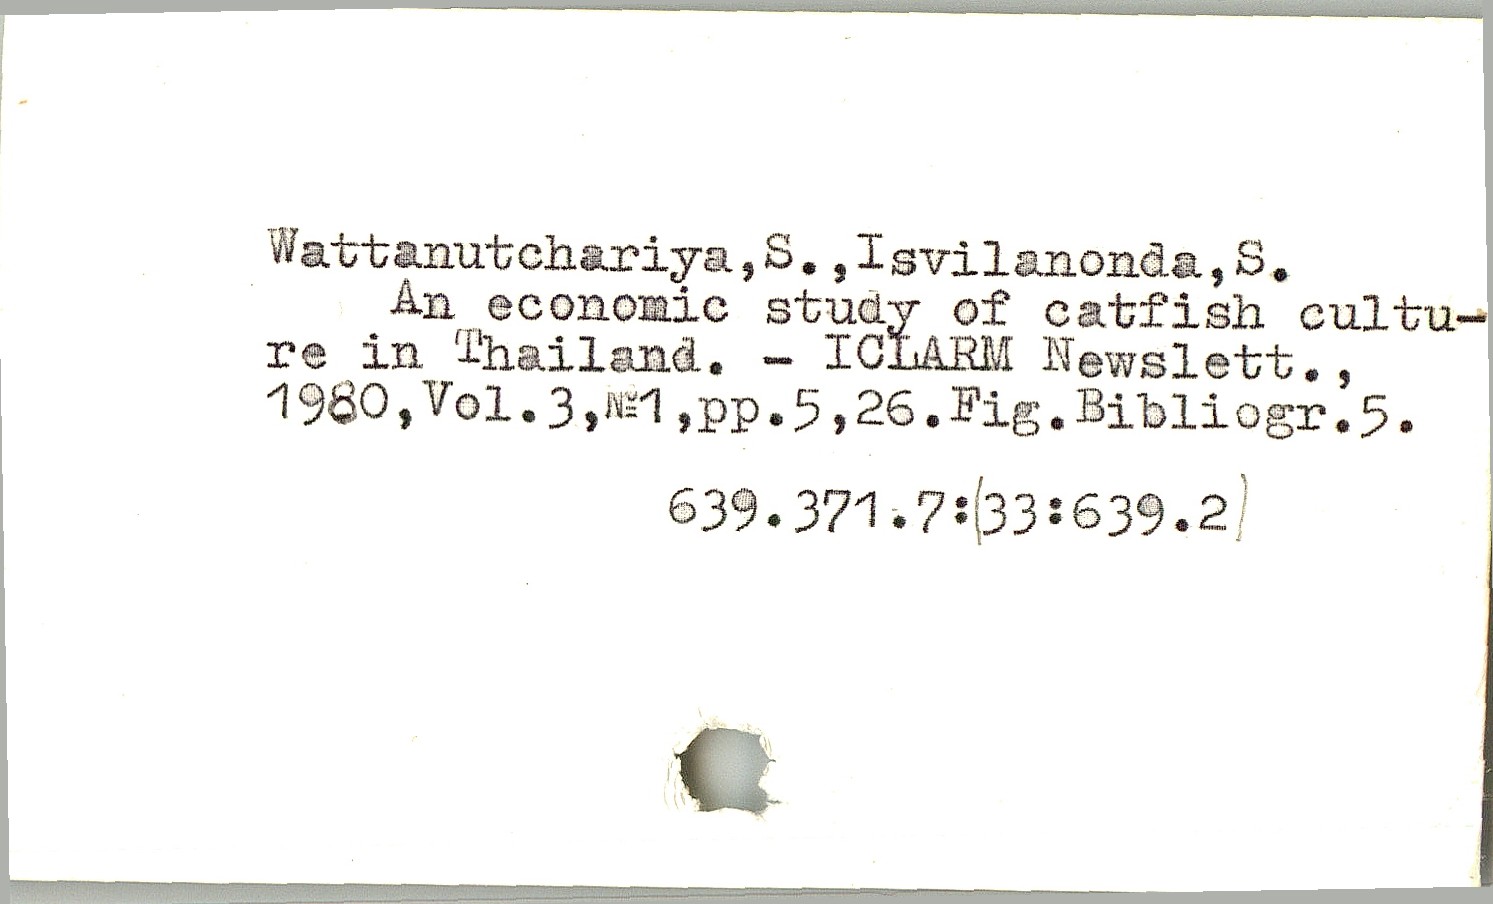 Wattanutchariya,S.,Isvilanonda,S.
An economic study of catfish cultu-
re in Thailand. - ICLARM Newslett.,
1980,Vol.3,№1,pp.5,26.Fig.Bibliogr.5.
639.371.7:(33:639.2)